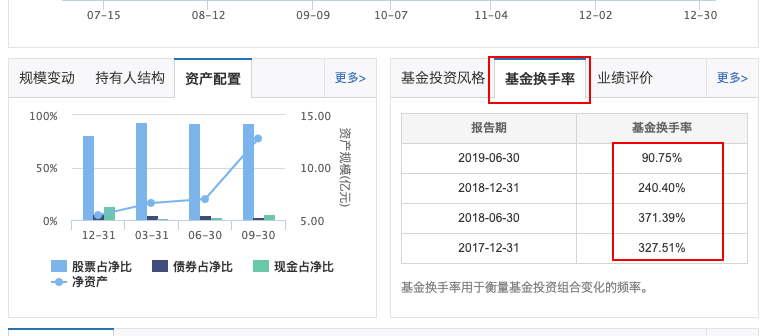 07-15 08-12 09-09 10-07 11-04 12-02 12-30
规模变动 持有人结构 资产配置 更多>
100% 15.00
50% 10.00
0% 5.00
资产规模(亿元)
12-31 03-31 06-30 09-30
股票占净比 债券占净比 现金占净比
净资产
基金投资风格 基金换手率 业绩评价 更多>
报告期 基金换手率
2019-06-30 90.75%
2018-12-31 240.40%
2018-06-30 371.39%
2017-12-31 327.51%
基金换手率用于衡量基金投资组合变化的频率。